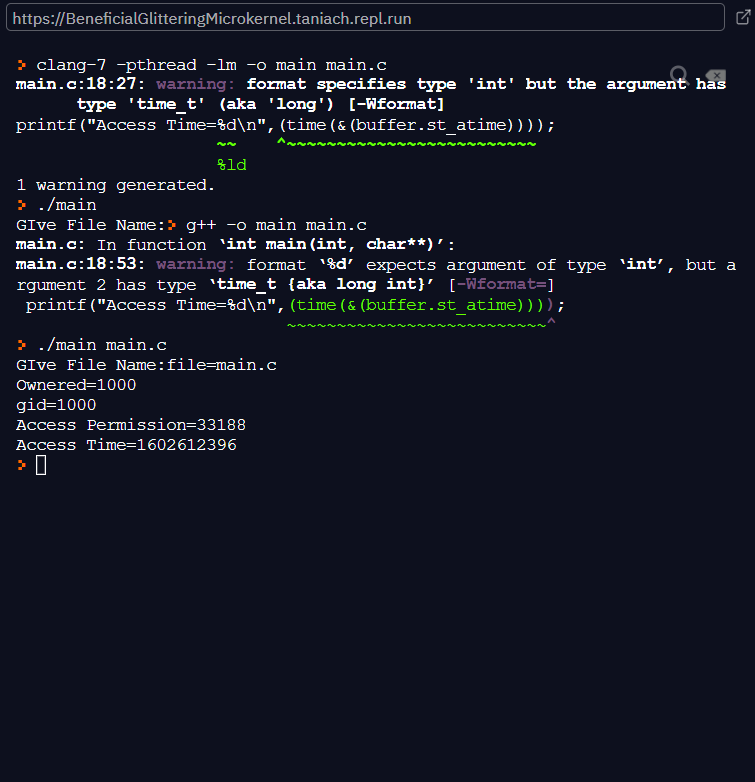 https://BeneficialGlitteringMicrokernel.taniach.repl.run
> clang-7 -pthread -lm -o main main.c
main.c:18:27: warning: format specifies type 'int' but the argument has
type 'time_t' (aka 'long') [-Wformat]
printf("Access Time=%d\n",(time(&(buffer.st_atime))));
~~ ^~~~~~~~~~~~~~~~~~~~~~~~~~
%ld
1 warning generated.
> ./main
GIve File Name:> g++ -o main main.c
main.c: In function ‘int main(int, char**)’:
main.c:18:53: warning: format ‘%d’ expects argument of type ‘int’, but a
rgument 2 has type ‘time_t {aka long int}’ [-Wformat=]
printf("Access Time=%d\n",(time(&(buffer.st_atime))));
~~~~~~~~~~~~~~~~~~~~~~~~~~^
> ./main main.c
GIve File Name:file=main.c
Ownered=1000
gid=1000
Access Permission=33188
Access Time=1602612396
>